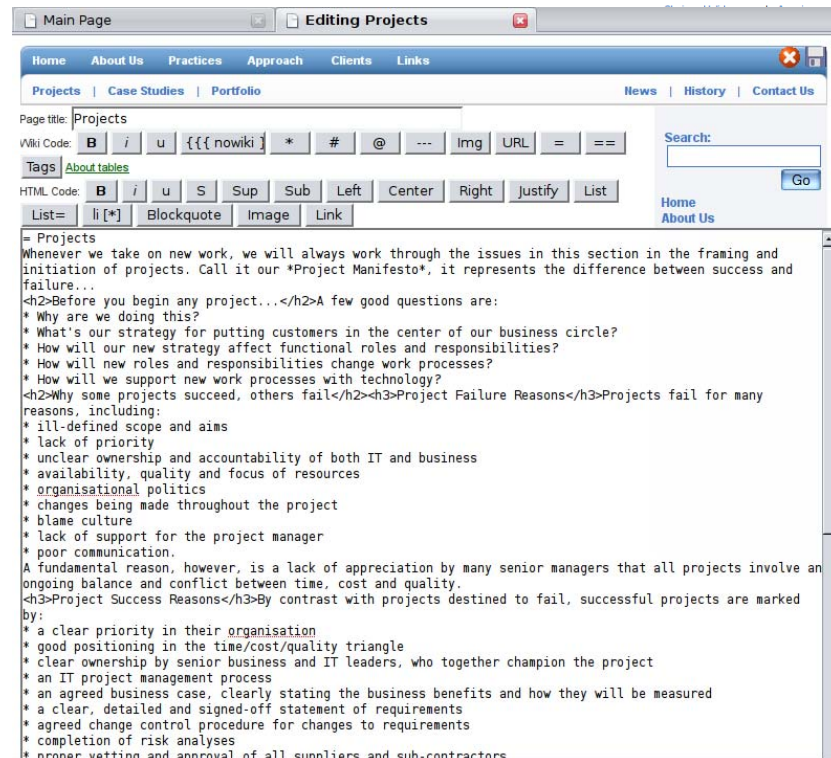 Main Page
Editing Projects
Home About Us Practices Approach Clients Links
Projects | Case Studies | Portfolio
News | History | Contact Us
Page title: Projects
Wiki Code: B i u {{{ nowiki } * # @ --- Img URL = ==
Tags About tables
HTML Code: B i u S Sup Sub Left Center Right Justify List
List= li [*] Blockquote Image Link
Search:
Go
Home
About Us
= Projects
Whenever we take on new work, we will always work through the issues in this section in the framing and
initiation of projects. Call it our *Project Manifesto*, it represents the difference between success and
failure...
<h2>Before you begin any project...</h2>A few good questions are:
* Why are we doing this?
* What's our strategy for putting customers in the center of our business circle?
* How will our new strategy affect functional roles and responsibilities?
* How will new roles and responsibilities change work processes?
* How will we support new work processes with technology?
<h2>Why some projects succeed, others fail</h2><h3>Project Failure Reasons</h3>Projects fail for many
reasons, including:
* ill-defined scope and aims
* lack of priority
* unclear ownership and accountability of both IT and business
* availability, quality and focus of resources
* organisational politics
* changes being made throughout the project
* blame culture
* lack of support for the project manager
* poor communication.
A fundamental reason, however, is a lack of appreciation by many senior managers that all projects involve an
ongoing balance and conflict between time, cost and quality.
<h3>Project Success Reasons</h3>By contrast with projects destined to fail, successful projects are marked
by:
* a clear priority in their organisation
* good positioning in the time/cost/quality triangle
* clear ownership by senior business and IT leaders, who together champion the project
* an IT project management process
* an agreed business case, clearly stating the business benefits and how they will be measured
* a clear, detailed and signed-off statement of requirements
* agreed change control procedure for changes to requirements
* completion of risk analyses
* proper vetting and approval of all suppliers and sub-contractors